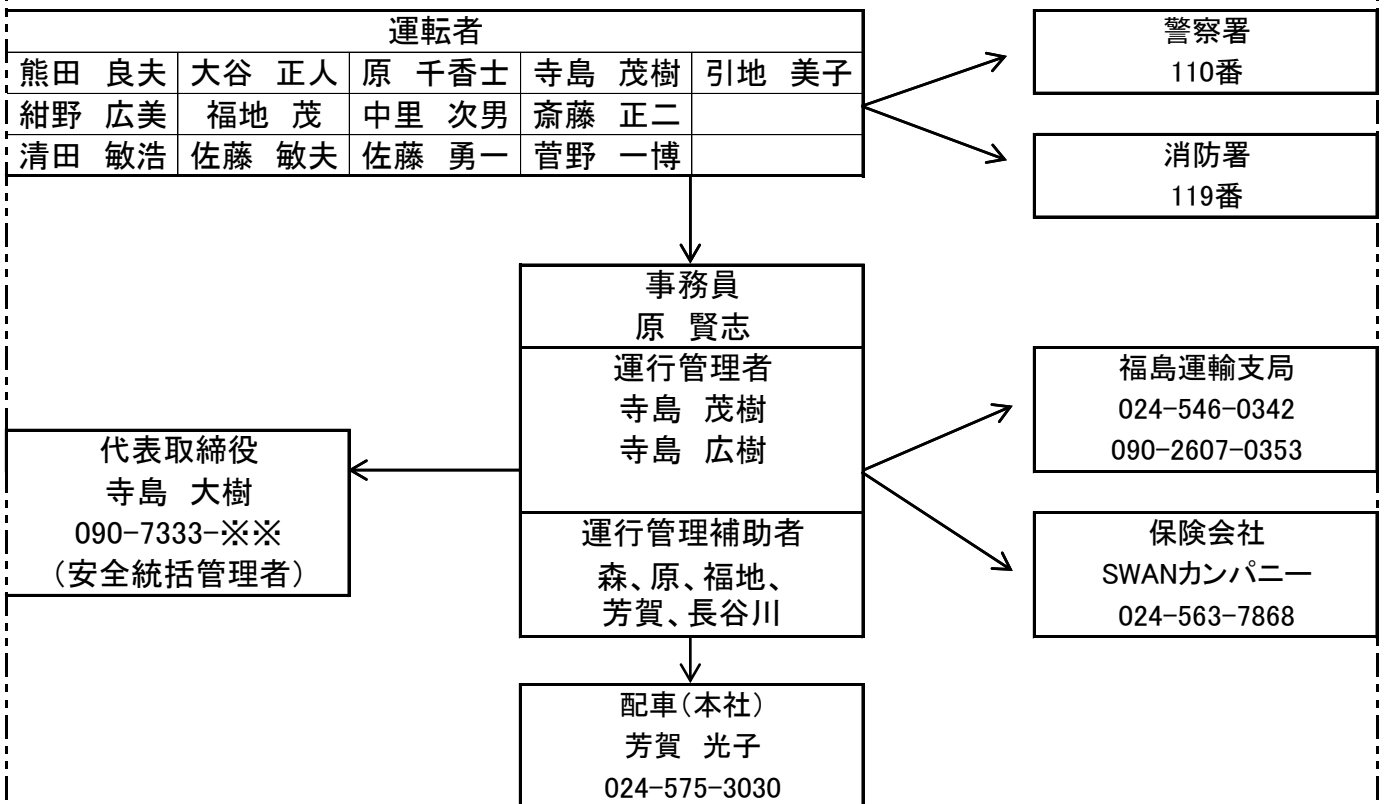 運転者
熊田 良夫 大谷 正人 原 千香士 寺島 茂樹 引地 美子
紺野 広美 福地 茂 中里 次男 斎藤 正二
清田 敏浩 佐藤 敏夫 佐藤 勇一 菅野 一博
警察署
110番
消防署
119番
事務員
原 賢志
運行管理者
寺島 茂樹
寺島 広樹
運行管理補助者
森、原、福地、
芳賀、長谷川
代表取締役
寺島 大樹
090-7333-※※
（安全統括管理者）
福島運輸支局
024-546-0342
090-2607-0353
保険会社
SWANカンパニー
024-563-7868
配車（本社）
芳賀 光子
024-575-3030